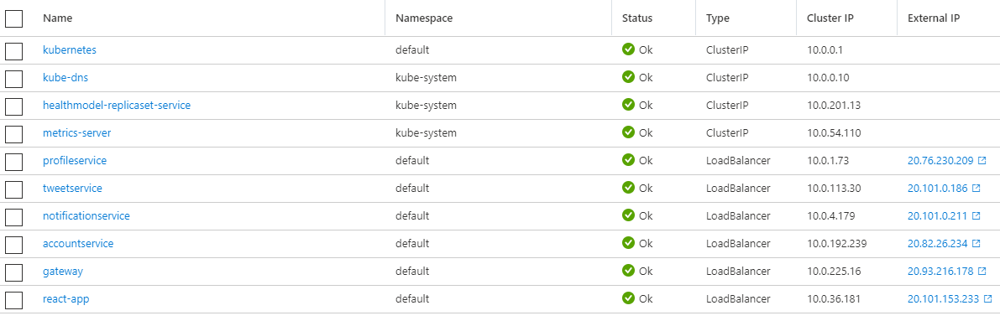 Name Namespace Status Type Cluster IP External IP
kubernetes default Ok ClusterIP 10.0.0.1
kube-dns kube-system Ok ClusterIP 10.0.0.10
healthmodel-replicaset-service kube-system Ok ClusterIP 10.0.201.13
metrics-server kube-system Ok ClusterIP 10.0.54.110
profileservice default Ok LoadBalancer 10.0.1.73 20.76.230.209
tweetservice default Ok LoadBalancer 10.0.113.30 20.101.0.186
notificationservice default Ok LoadBalancer 10.0.4.179 20.101.0.211
accountservice default Ok LoadBalancer 10.0.192.239 20.82.26.234
gateway default Ok LoadBalancer 10.0.225.16 20.93.216.178
react-app default Ok LoadBalancer 10.0.36.181 20.101.153.233